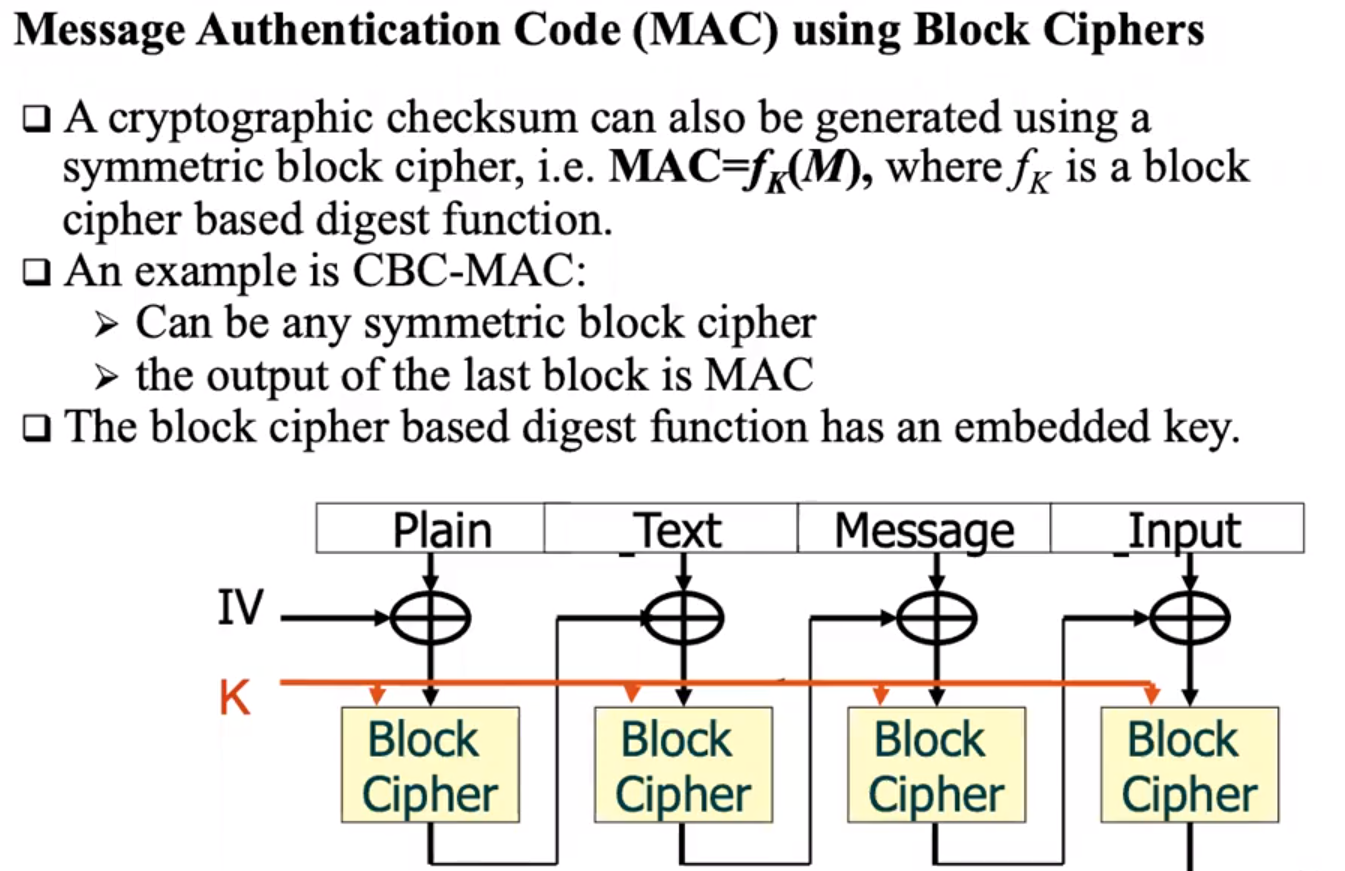 Message Authentication Code (MAC) using Block Ciphers
❑ A cryptographic checksum can also be generated using a
symmetric block cipher, i.e. MAC=fK(M), where fK is a block
cipher based digest function.
❑ An example is CBC-MAC:
➢ Can be any symmetric block cipher
➢ the output of the last block is MAC
❑ The block cipher based digest function has an embedded key.
Plain _Text Message _Input
IV
K
Block Block Block Block
Cipher Cipher Cipher Cipher